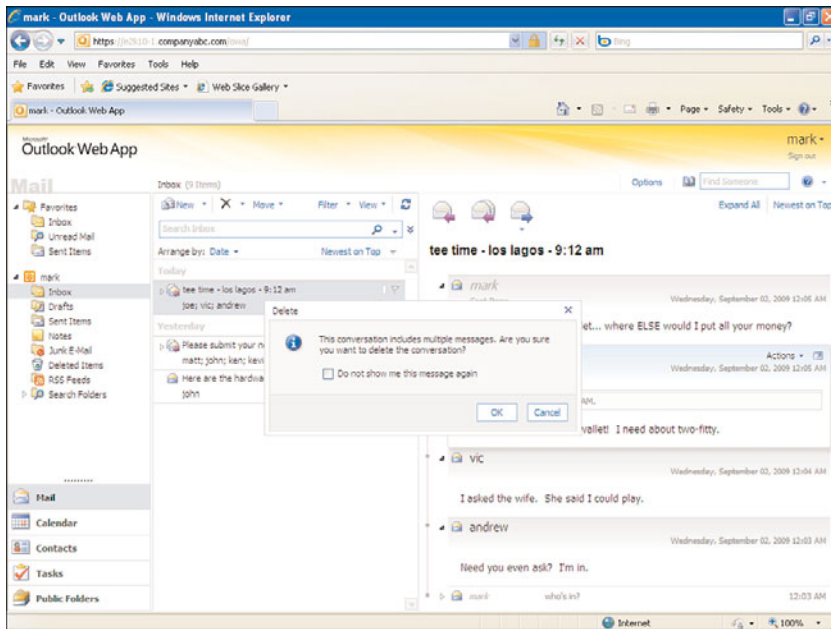 mark - Outlook Web App - Windows Internet Explorer
https://e2k10-1.companyabc.com/owa/
Bing
File Edit View Favorites Tools Help
Favorites Suggested Sites Web Slice Gallery
mark - Outlook Web App
Page Safety Tools
Microsoft
Outlook Web App
mark
Sign out
Mail
Inbox (9 Items)
Options
Find Someone
Favorites
Inbox
Unread Mail
Sent Items
mark
Inbox
Drafts
Sent Items
Notes
Junk E-Mail
Deleted Items
RSS Feeds
Search Folders
Mail
Calendar
Contacts
Tasks
Public Folders
New Move Filter View
Search Inbox
Arrange by: Date Newest on Top
Today
tee time - los lagos - 9:12 am
joe; vic; andrew
Yesterday
Please submit your
matt; john; ken;
Here are the
john
Delete
This conversation includes multiple messages. Are you sure
you want to delete the conversation?
Do not show me this message again
OK Cancel
Expand All Newest on Top
tee time - los lagos - 9:12 am
mark
Wednesday, September 02, 2009 12:05 AM
where ELSE would I put all your money?
Actions
Wednesday, September 02, 2009 12:05 AM
AM.
wallet! I need about two-fitty.
vic
Wednesday, September 02, 2009 12:04 AM
I asked the wife. She said I could play.
andrew
Wednesday, September 02, 2009 12:03 AM
Need you even ask? I'm in.
mark who's in? 12:03 AM
Internet 100%